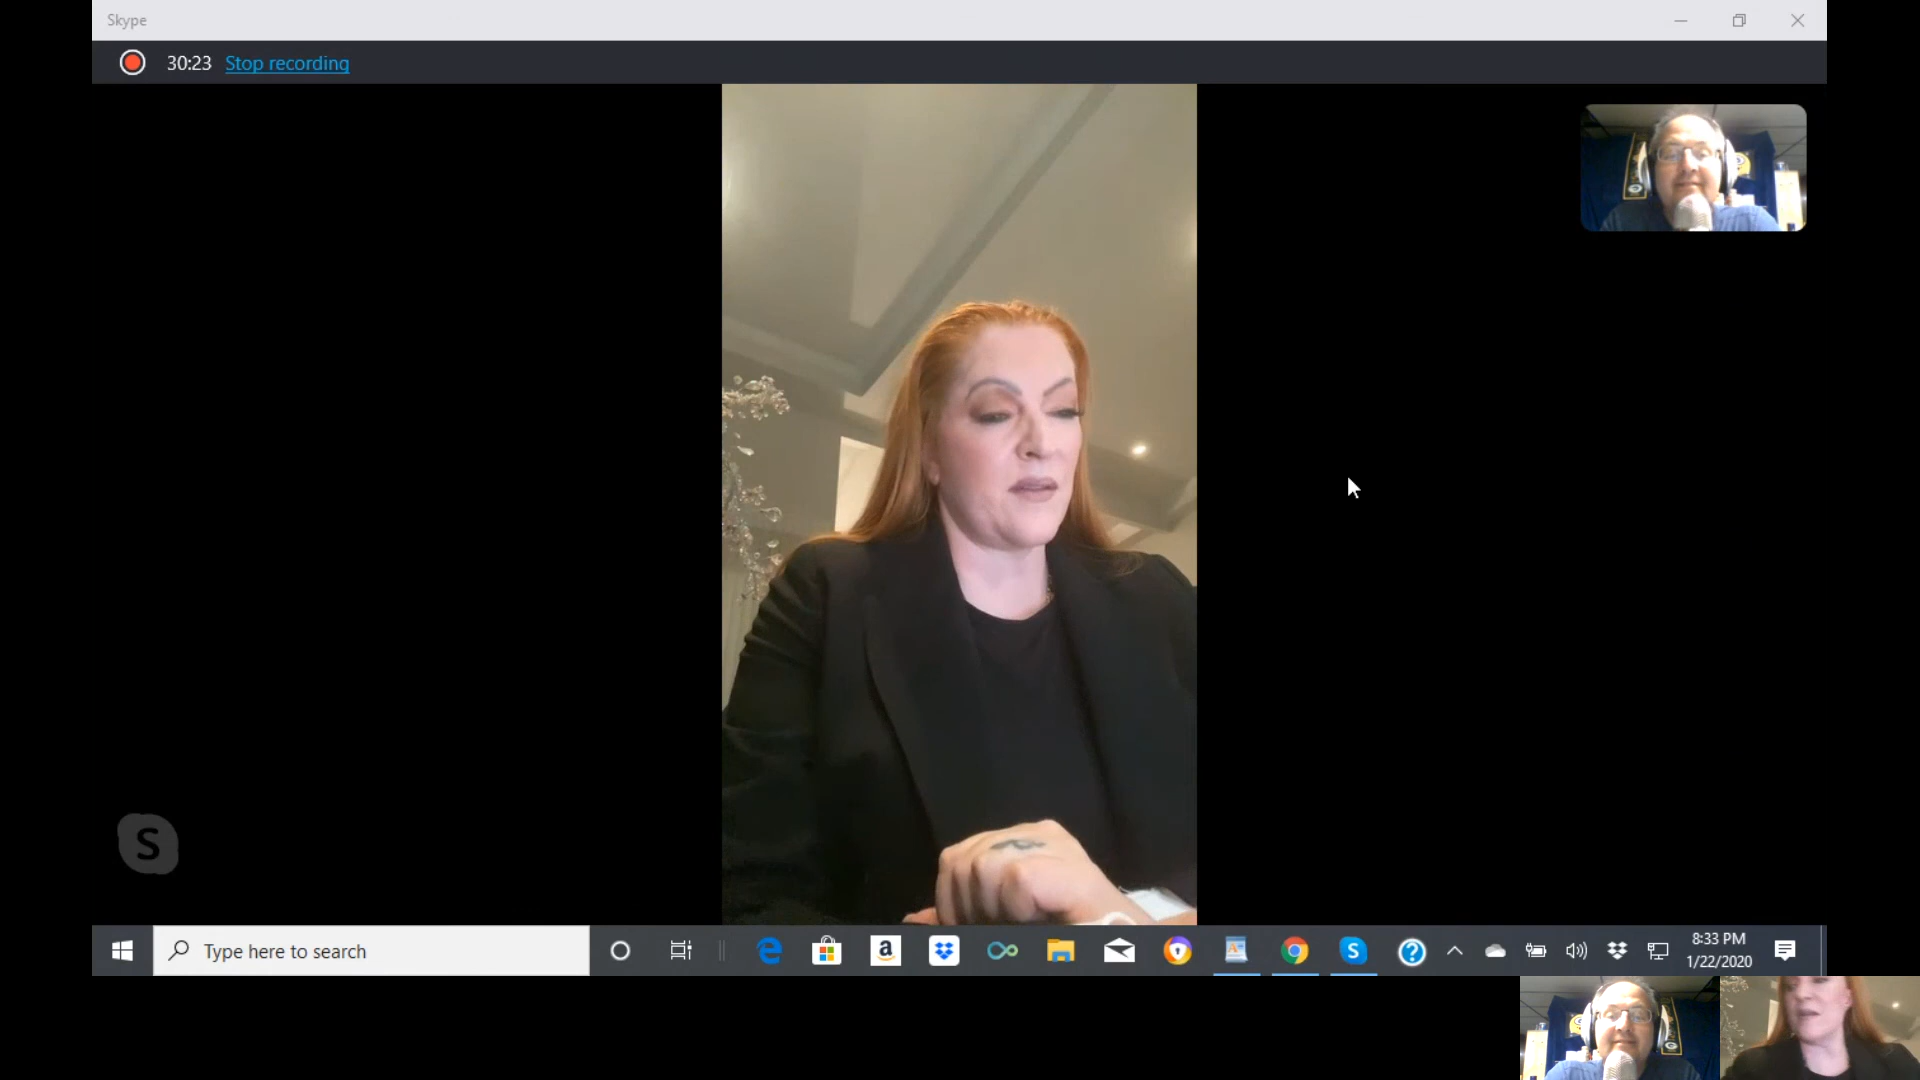 Skype
30:23 Stop recording
S
Type here to search
a
S
?
8:33 PM
1/22/2020